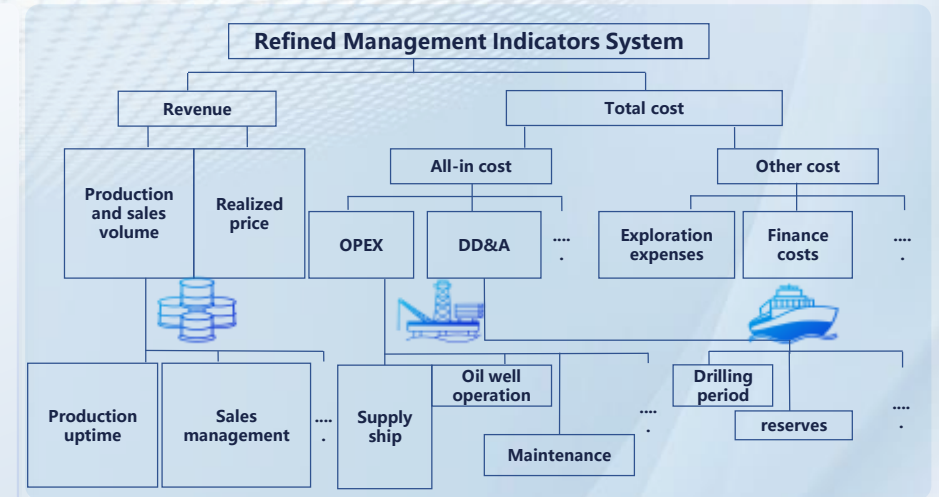 Refined Management Indicators System
Revenue
Total cost
All-in cost
Other cost
Production
and sales
volume
Realized
price
OPEX
DD&A
....
.
Exploration
expenses
Finance
costs
....
.
Production
uptime
Sales
management
....
.
Supply
ship
Oil well
operation
Maintenance
....
.
Drilling
period
reserves
....
.